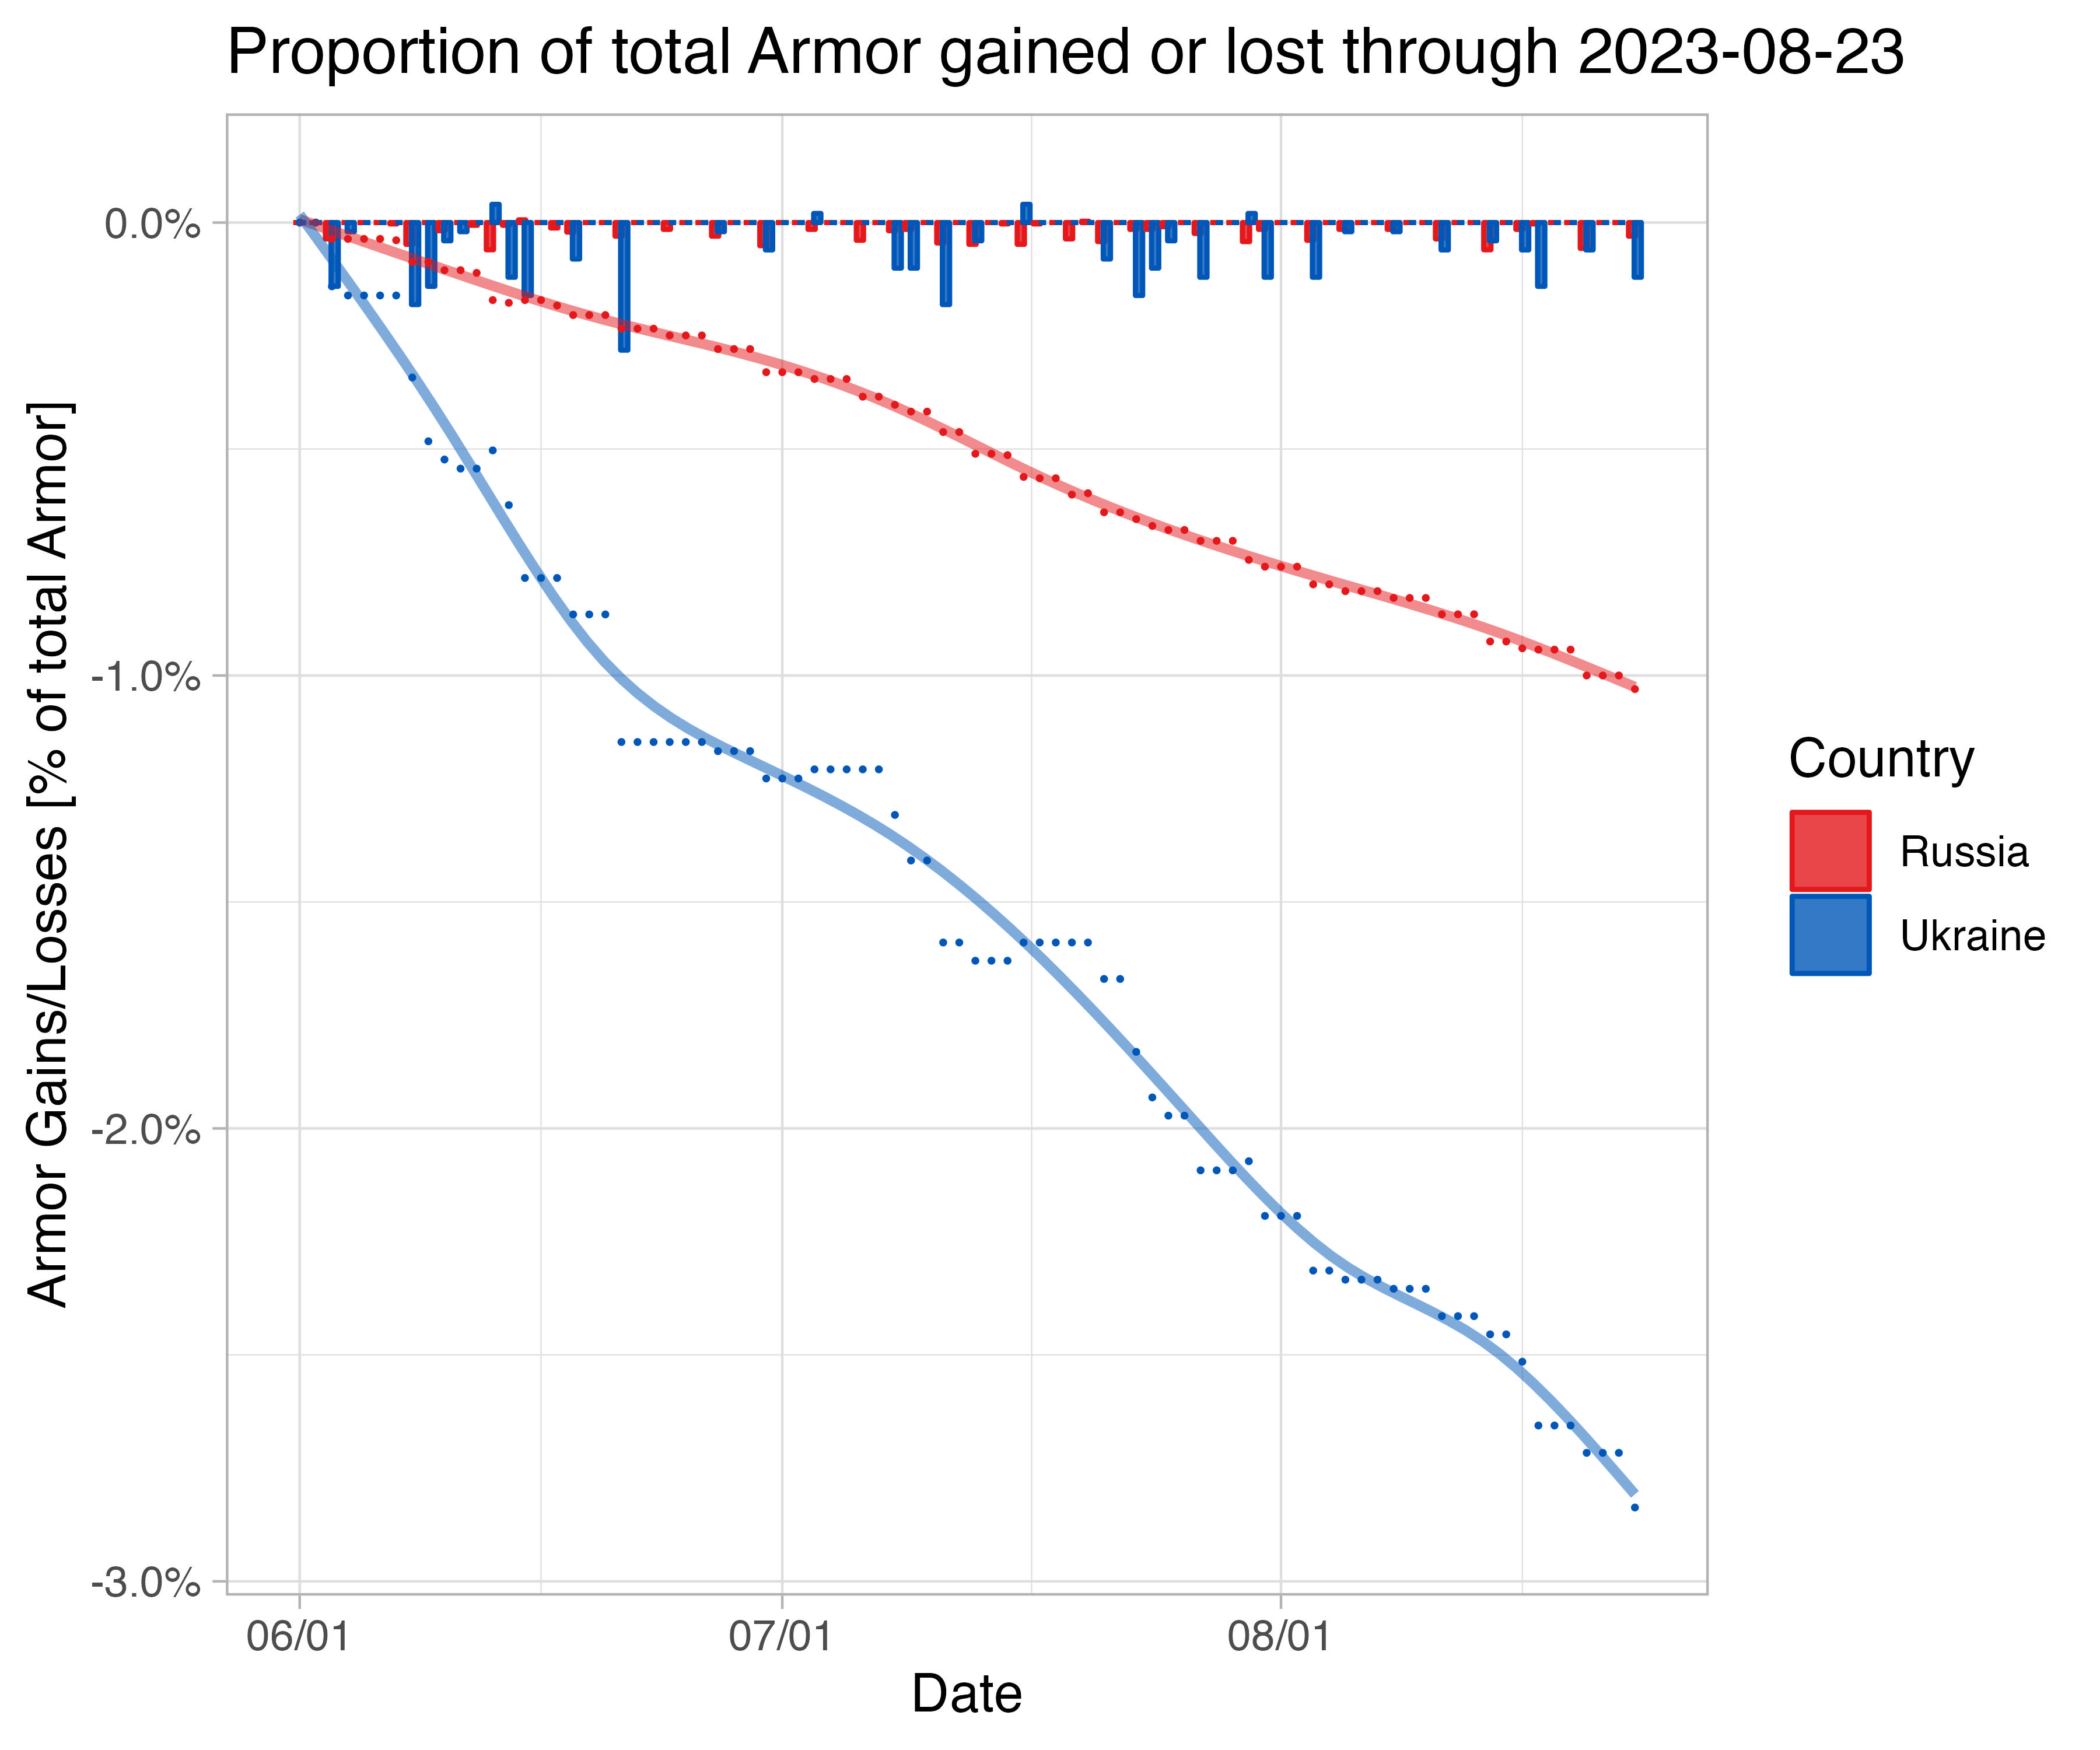 Proportion of total Armor gained or lost through 2023-08-23
Armor Gains/Losses [% of total Armor]
0.0%
-1.0%
-2.0%
-3.0%
06/01
07/01
08/01
Date
Country
Russia
Ukraine